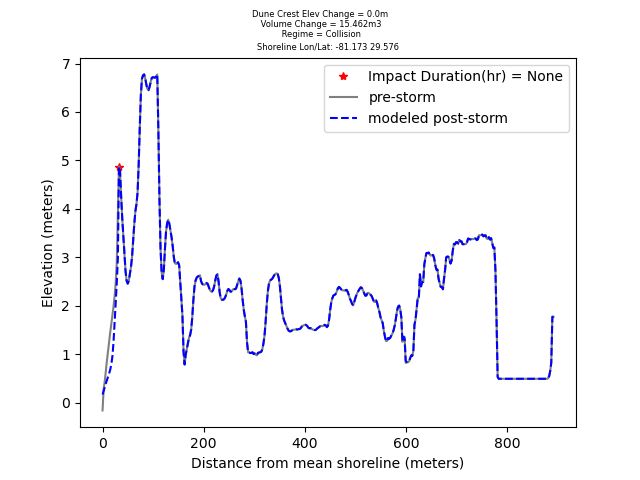 Dune Crest Elev Change = 0.0m
Volume Change = 15.462m3
Regime = Collision
Shoreline Lon/Lat: -81.173 29.576
Impact Duration(hr) = None
pre-storm
modeled post-storm
Elevation (meters)
7
6
5
4
3
2
1
0
0 200 400 600 800
Distance from mean shoreline (meters)